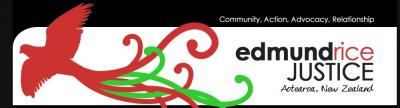 Community, Action, Advocacy, Relationship
edmundrice
JUSTICE
Aotearoa, New Zealand